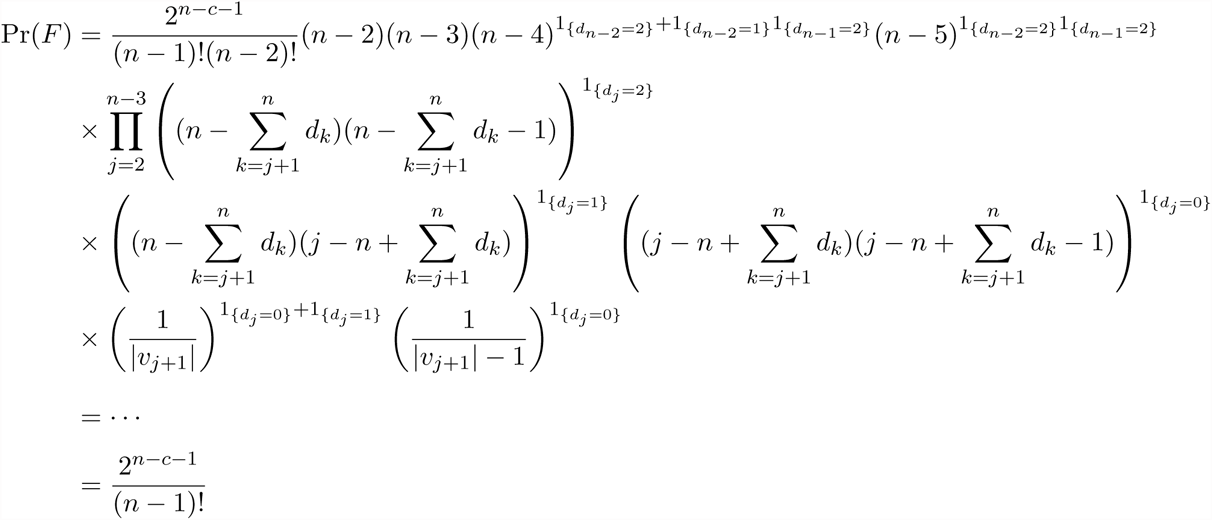 \Pr(F) = \frac{2^{n-c-1}}{(n-1)!(n-2)!}(n-2)(n-3)(n-4)^{1_{\{d_{n-2}=2\}}+1_{\{d_{n-2}=1\}}1_{\{d_{n-1}=2\}}}(n-5)^{1_{\{d_{n-2}=2\}}1_{\{d_{n-1}=2\}}}
\times \prod_{j=2}^{n-3} \left((n-\sum_{k=j+1}^{n} d_k)(n-\sum_{k=j+1}^{n} d_k-1)\right)^{1_{\{d_j=2\}}}
\times \left((n-\sum_{k=j+1}^{n} d_k)(j-n+\sum_{k=j+1}^{n} d_k)\right)^{1_{\{d_j=1\}}} \left((j-n+\sum_{k=j+1}^{n} d_k)(j-n+\sum_{k=j+1}^{n} d_k-1)\right)^{1_{\{d_j=0\}}}
\times \left(\frac{1}{|v_{j+1}|}\right)^{1_{\{d_j=0\}}+1_{\{d_j=1\}}} \left(\frac{1}{|v_{j+1}|-1}\right)^{1_{\{d_j=0\}}}
= \cdots
= \frac{2^{n-c-1}}{(n-1)!}